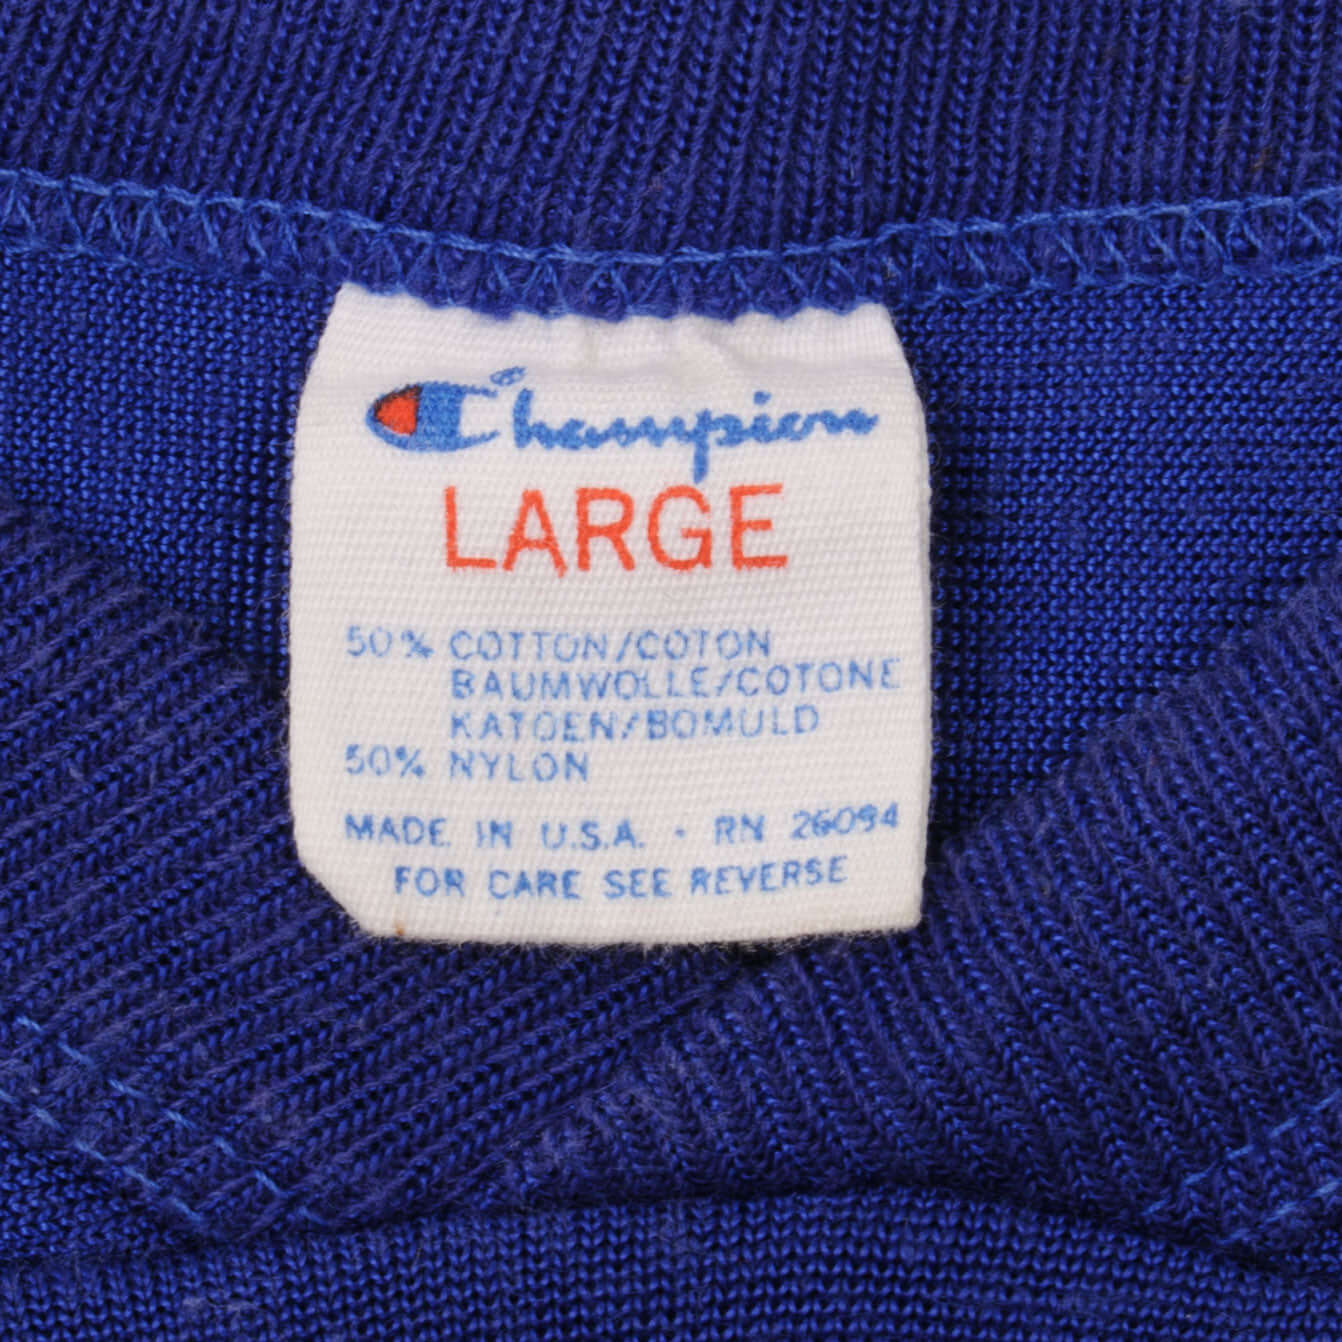 Champion®
LARGE
50% COTTON/COTON
BAUMWOLLE/COTONE
KATOEN/BOMULD
50% NYLON
MADE IN U.S.A. · RN 26094
FOR CARE SEE REVERSE